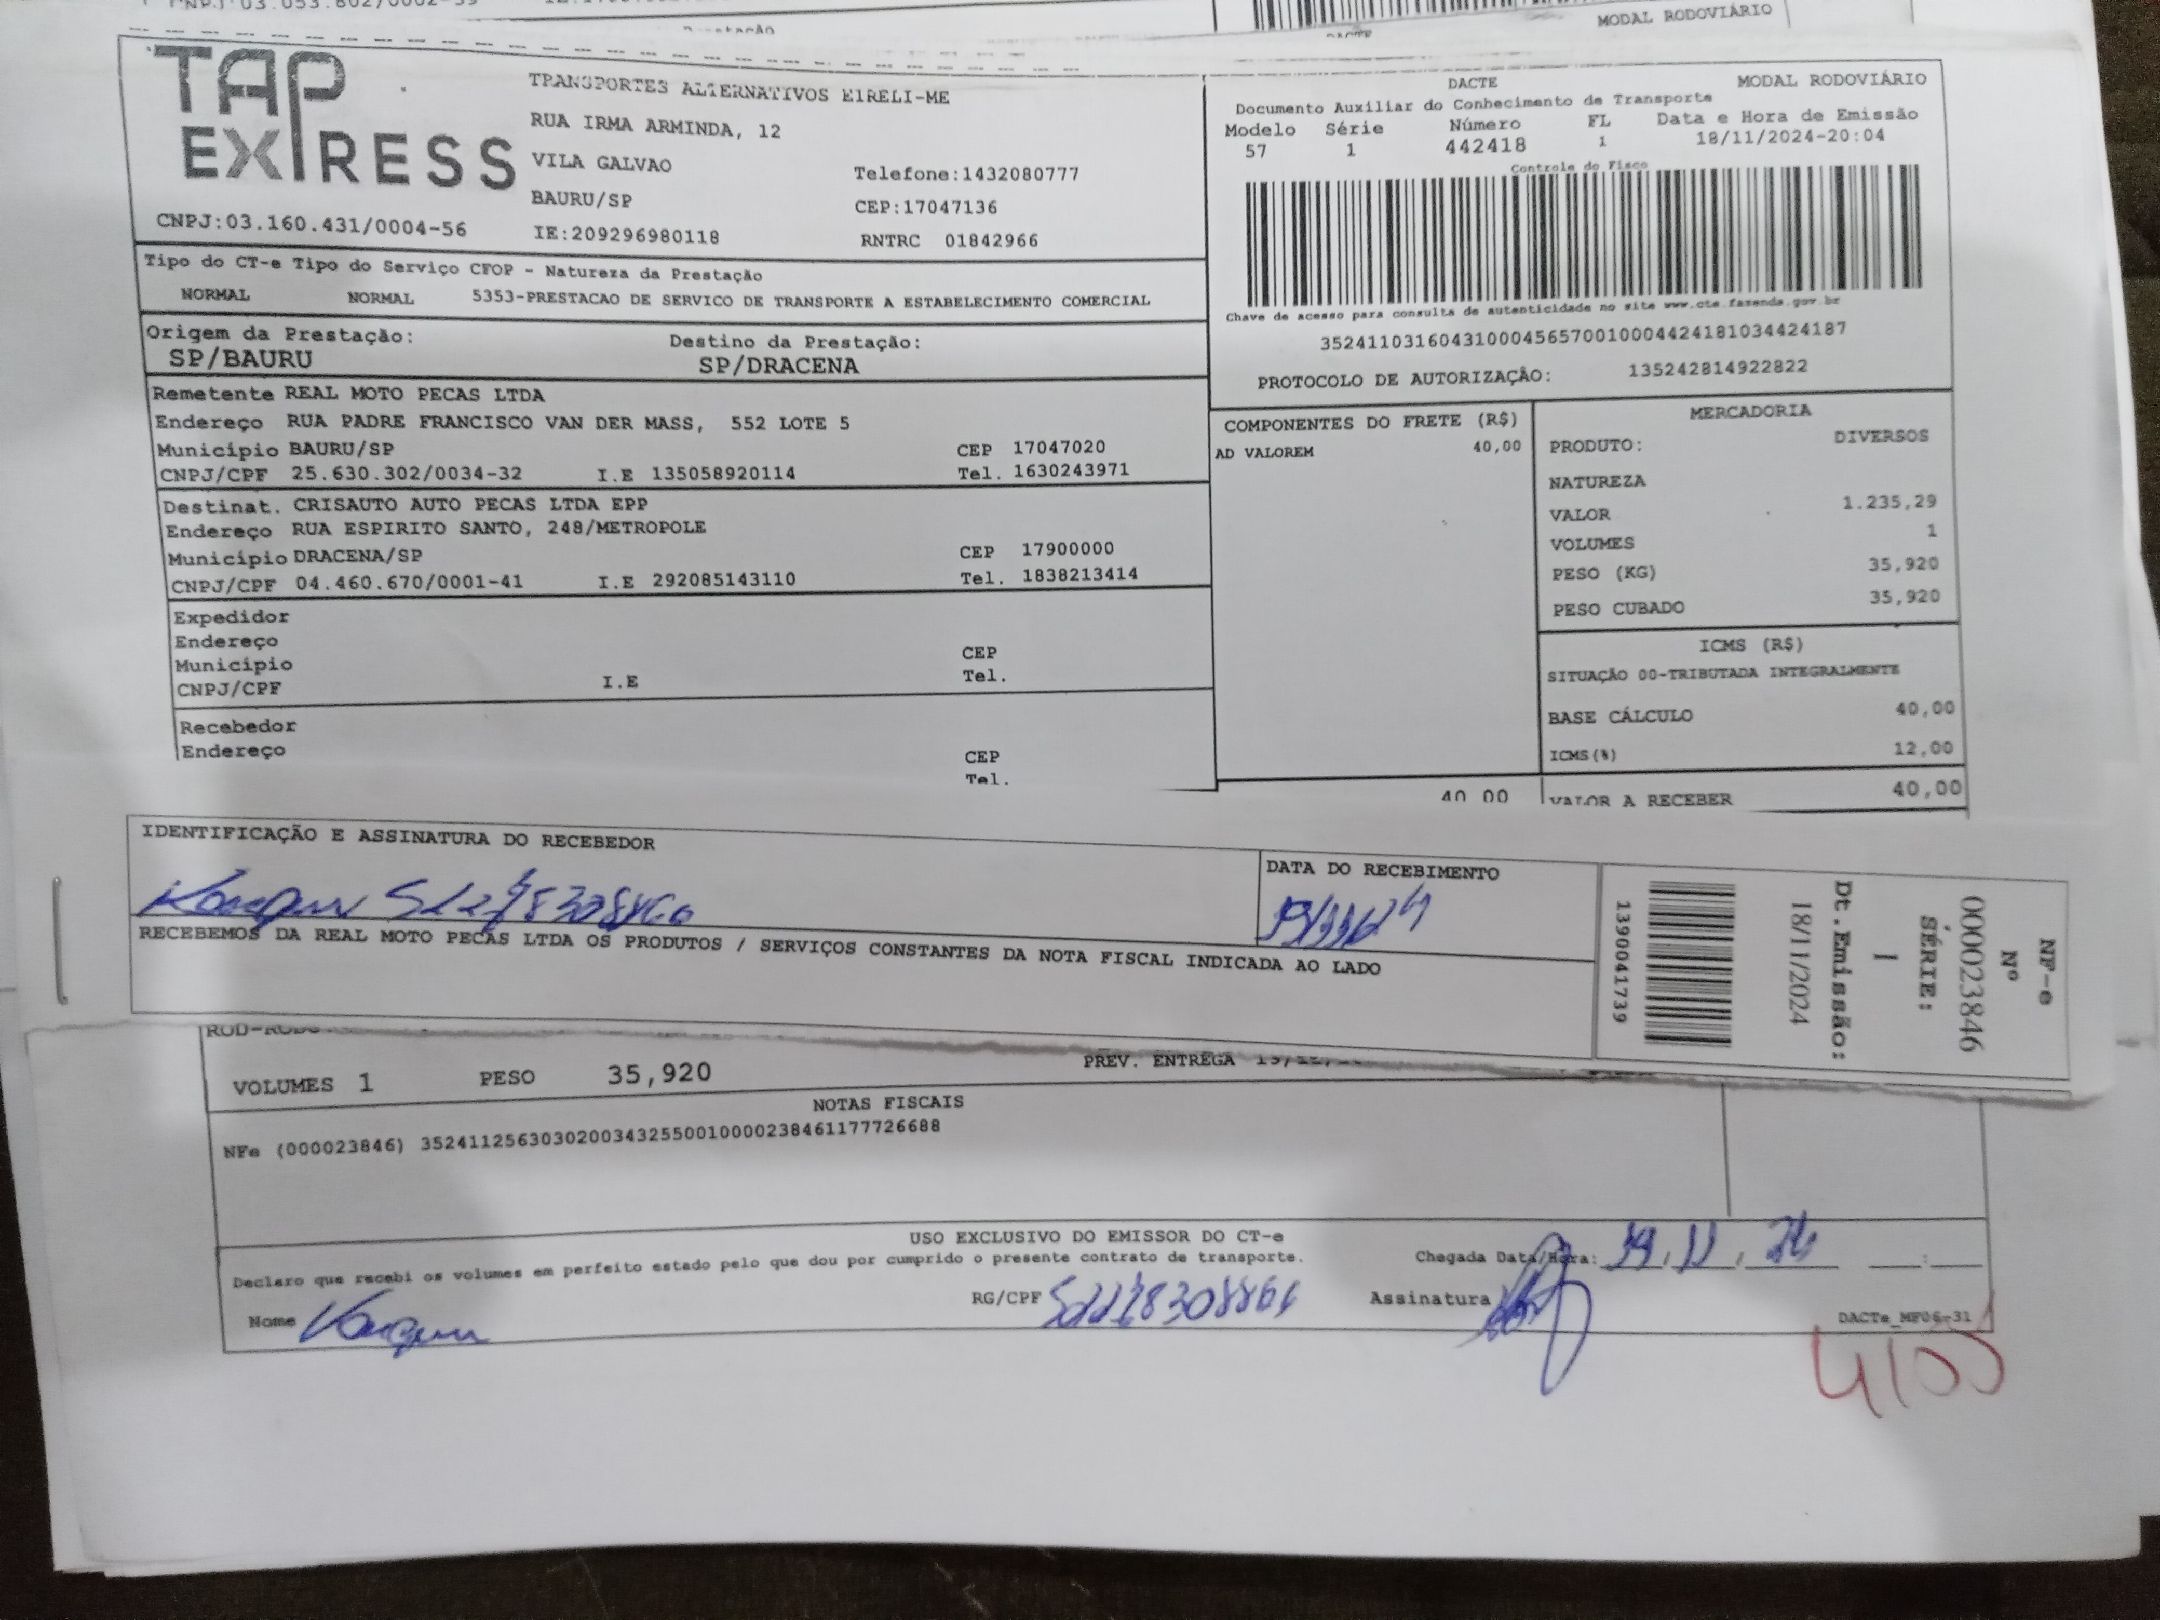 MODAL RODOVIÁRIO
TAP
EXPRESS
TRANSPORTES ALTERNATIVOS EIRELI-ME
RUA IRMA ARMINDA, 12
VILA GALVAO
Telefone:1432080777
BAURU/SP
CEP:17047136
CNPJ:03.160.431/0004-56
IE:209296980118
RNTRC 01842966
DACTE
MODAL RODOVIÁRIO
Documento Auxiliar do Conhecimento de Transporte
Modelo Série Número FL Data e Hora de Emissão
57 1 442418 1 18/11/2024-20:04
Controle do Fisco
Chave de acesso para consulta de autenticidade no site www.cte.fazenda.gov.br
35241103160431000456570010004424181034424187
PROTOCOLO DE AUTORIZAÇÃO: 135242814922822
Tipo do CT-e Tipo do Serviço CFOP - Natureza da Prestação
NORMAL NORMAL 5353-PRESTACAO DE SERVICO DE TRANSPORTE A ESTABELECIMENTO COMERCIAL
Origem da Prestação: Destino da Prestação:
SP/BAURU SP/DRACENA
Remetente REAL MOTO PECAS LTDA
Endereço RUA PADRE FRANCISCO VAN DER MASS, 552 LOTE 5
Município BAURU/SP CEP 17047020
CNPJ/CPF 25.630.302/0034-32 I.E 135058920114 Tel. 1630243971
Destinat. CRISAUTO AUTO PECAS LTDA EPP
Endereço RUA ESPIRITO SANTO, 248/METROPOLE
Município DRACENA/SP CEP 17900000
CNPJ/CPF 04.460.670/0001-41 I.E 292085143110 Tel. 1838213414
Expedidor
Endereço
Município CEP
CNPJ/CPF I.E Tel.
Recebedor
Endereço CEP
Tel.
COMPONENTES DO FRETE (R$)
AD VALOREM 40,00
40,00
MERCADORIA
PRODUTO: DIVERSOS
NATUREZA
VALOR 1.235,29
VOLUMES 1
PESO (KG) 35,920
PESO CUBADO 35,920
ICMS (R$)
SITUAÇÃO 00-TRIBUTADA INTEGRALMENTE
BASE CÁLCULO 40,00
ICMS(%) 12,00
VALOR A RECEBER 40,00
IDENTIFICAÇÃO E ASSINATURA DO RECEBEDOR
DATA DO RECEBIMENTO
RECEBEMOS DA REAL MOTO PECAS LTDA OS PRODUTOS / SERVIÇOS CONSTANTES DA NOTA FISCAL INDICADA AO LADO
NF-e
Nº
000023846
SÉRIE:
1
Dt.Emissão:
18/11/2024
1390041739
VOLUMES 1 PESO 35,920 PREV. ENTREGA
NOTAS FISCAIS
NFe (000023846) 35241125630302003432550010000238461177726688
USO EXCLUSIVO DO EMISSOR DO CT-e
Declaro que recebi os volumes em perfeito estado pelo que dou por cumprido o presente contrato de transporte.
Chegada Data/Hora: 19/11/24
Nome
RG/CPF
Assinatura
DACTe_MF06-31